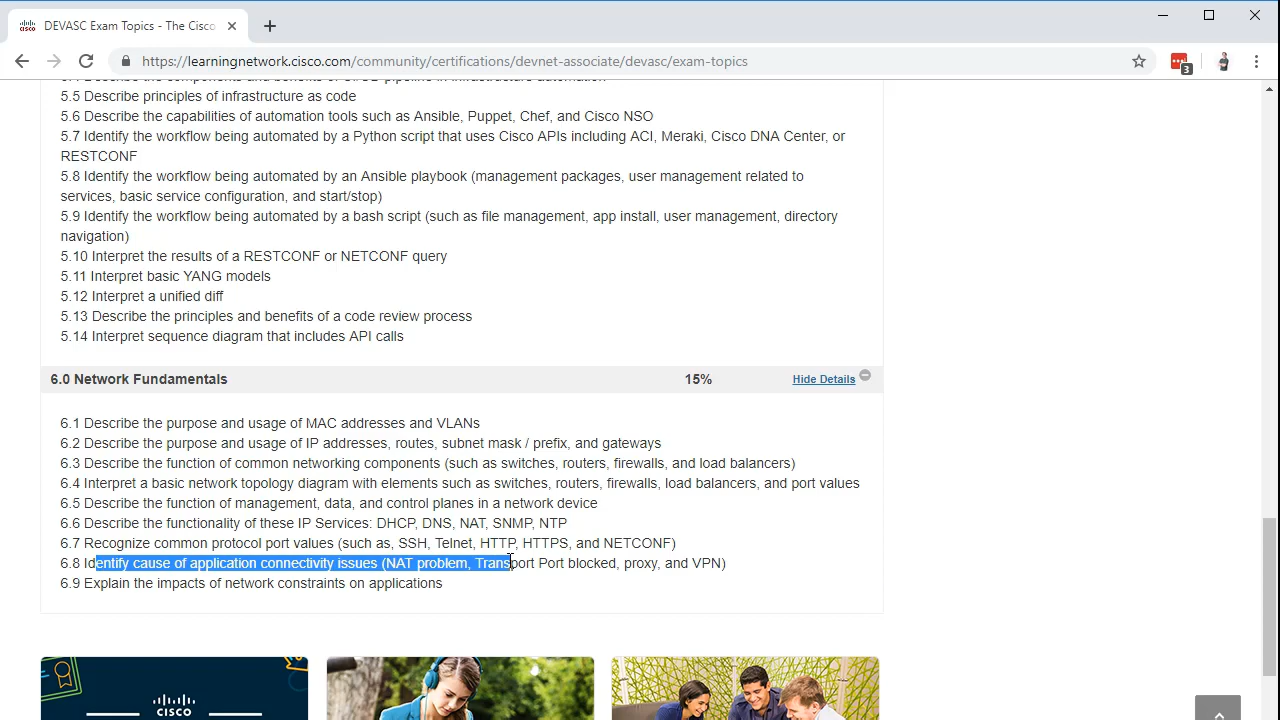 DEVASC Exam Topics - The Cisco
https://learningnetwork.cisco.com/community/certifications/devnet-associate/devasc/exam-topics
3
5.5 Describe principles of infrastructure as code
5.6 Describe the capabilities of automation tools such as Ansible, Puppet, Chef, and Cisco NSO
5.7 Identify the workflow being automated by a Python script that uses Cisco APIs including ACI, Meraki, Cisco DNA Center, or
RESTCONF
5.8 Identify the workflow being automated by an Ansible playbook (management packages, user management related to
services, basic service configuration, and start/stop)
5.9 Identify the workflow being automated by a bash script (such as file management, app install, user management, directory
navigation)
5.10 Interpret the results of a RESTCONF or NETCONF query
5.11 Interpret basic YANG models
5.12 Interpret a unified diff
5.13 Describe the principles and benefits of a code review process
5.14 Interpret sequence diagram that includes API calls
6.0 Network Fundamentals 15% Hide Details
6.1 Describe the purpose and usage of MAC addresses and VLANs
6.2 Describe the purpose and usage of IP addresses, routes, subnet mask / prefix, and gateways
6.3 Describe the function of common networking components (such as switches, routers, firewalls, and load balancers)
6.4 Interpret a basic network topology diagram with elements such as switches, routers, firewalls, load balancers, and port values
6.5 Describe the function of management, data, and control planes in a network device
6.6 Describe the functionality of these IP Services: DHCP, DNS, NAT, SNMP, NTP
6.7 Recognize common protocol port values (such as, SSH, Telnet, HTTP, HTTPS, and NETCONF)
6.8 Identify cause of application connectivity issues (NAT problem, Transport Port blocked, proxy, and VPN)
6.9 Explain the impacts of network constraints on applications
CISCO